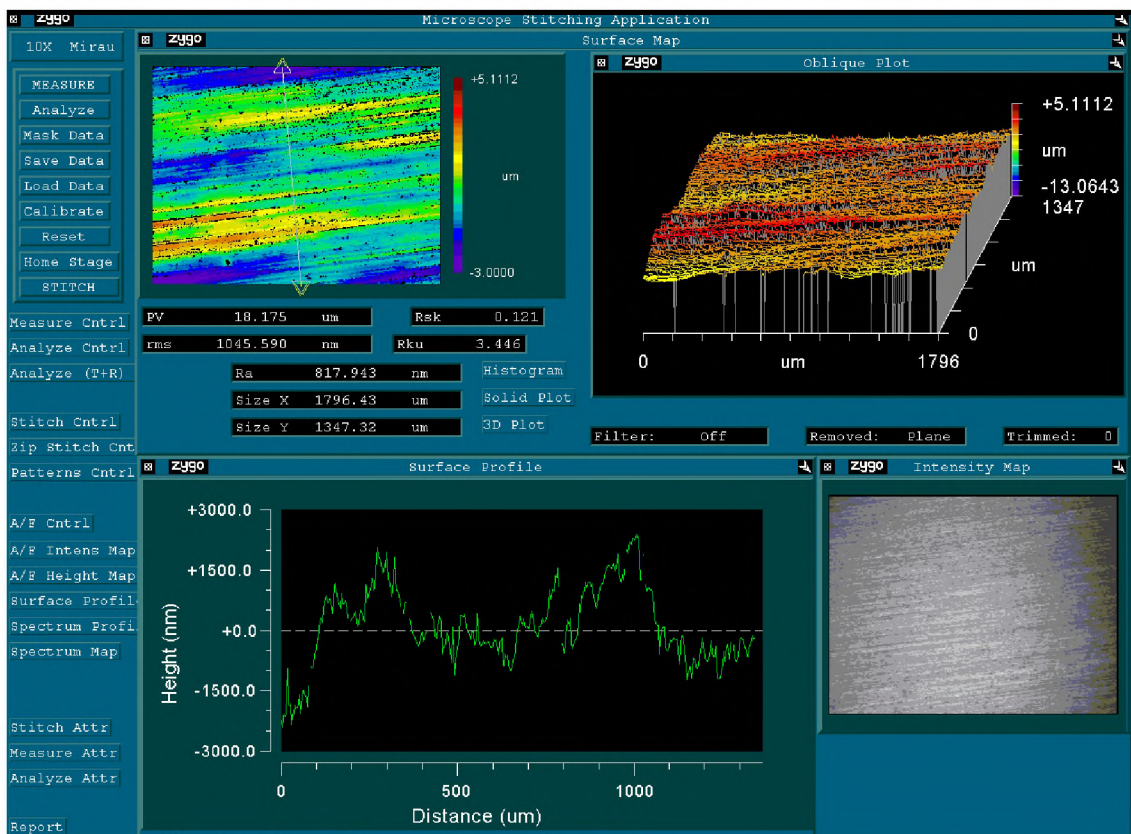 zygo Microscope Stitching Application
10X Mirau
MEASURE
Analyze
Mask Data
Save Data
Load Data
Calibrate
Reset
Home Stage
STITCH
Measure Cntrl
Analyze Cntrl
Analyze (T+R)
Stitch Cntrl
Zip Stitch Cnt
Patterns Cntrl
A/F Cntrl
A/F Intens Map
A/F Height Map
Surface Profil
Spectrum Profi
Spectrum Map
Stitch Attr
Measure Attr
Analyze Attr
Report
zygo Surface Map
+5.1112
um
-3.0000
PV 18.175 um
Rsk 0.121
rms 1045.590 nm
Rku 3.446
Ra 817.943 nm
Histogram
Size X 1796.43 um
Solid Plot
Size Y 1347.32 um
3D Plot
zygo Oblique Plot
+5.1112
um
-13.0643
1347
um
0
0 um 1796
Filter: Off
Removed: Plane
Trimmed: 0
zygo Surface Profile
+3000.0
+1500.0
+0.0
-1500.0
-3000.0
Height (nm)
0 500 1000
Distance (um)
zygo Intensity Map